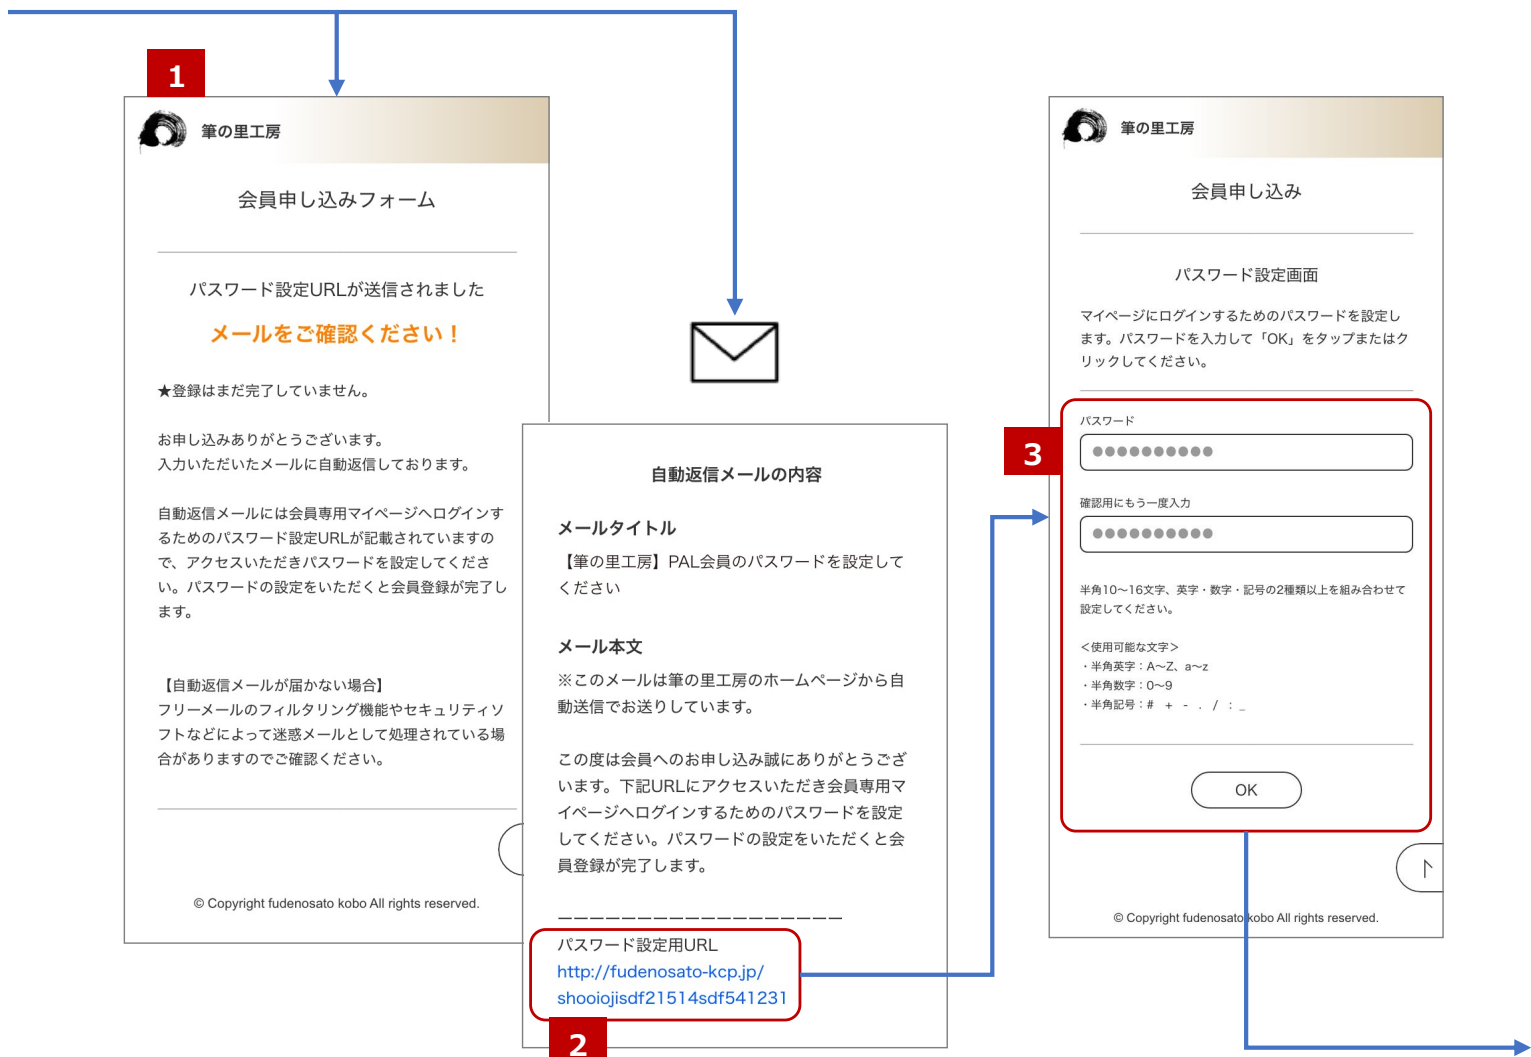 1
筆の里工房
会員申し込みフォーム
パスワード設定URLが送信されました
メールをご確認ください！
★登録はまだ完了していません。
お申し込みありがとうございます。
入力いただいたメールに自動返信しております。
自動返信メールには会員専用マイページへログインす
るためのパスワード設定URLが記載されていますの
で、アクセスいただきパスワードを設定してくださ
い。パスワードの設定をいただくと会員登録が完了し
ます。
【自動返信メールが届かない場合】
フリーメールのフィルタリング機能やセキュリティソ
フトなどによって迷惑メールとして処理されている場
合がありますのでご確認ください。
© Copyright fudenosato kobo All rights reserved.
自動返信メールの内容
メールタイトル
【筆の里工房】PAL会員のパスワードを設定して
ください
メール本文
※このメールは筆の里工房のホームページから自
動送信でお送りしています。
この度は会員へのお申し込み誠にありがとうござ
います。下記URLにアクセスいただき会員専用マ
イページへログインするためのパスワードを設定
してください。パスワードの設定をいただくと会
員登録が完了します。
ーーーーーーーーーーーーーーーーーー
パスワード設定用URL
http://fudenosato-kcp.jp/
shooiojisdf21514sdf541231
2
筆の里工房
会員申し込み
パスワード設定画面
マイページにログインするためのパスワードを設定し
ます。パスワードを入力して「OK」をタップまたはク
リックしてください。
3
パスワード
●●●●●●●●●●
確認用にもう一度入力
●●●●●●●●●●
半角10〜16文字、英字・数字・記号の2種類以上を組み合わせて
設定してください。
＜使用可能な文字＞
・半角英字：A〜Z、a〜z
・半角数字：0〜9
・半角記号：# + - . / : _
OK
© Copyright fudenosato kobo All rights reserved.